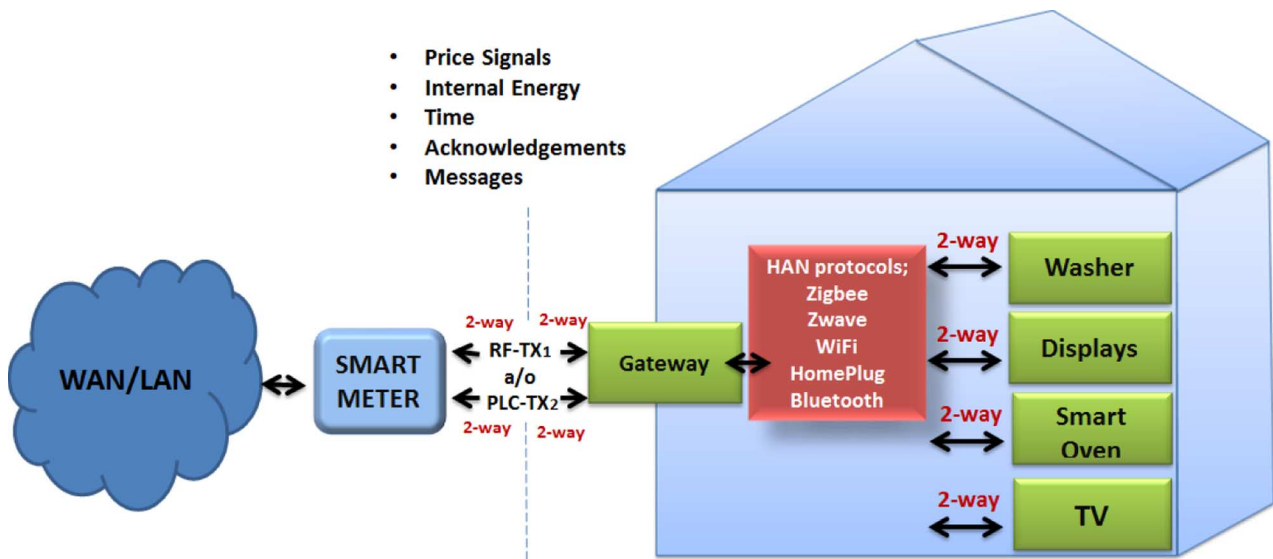 • Price Signals
• Internal Energy
• Time
• Acknowledgements
• Messages
WAN/LAN
SMART
METER
2-way 2-way
RF-TX1
a/o
PLC-TX2
2-way 2-way
Gateway
HAN protocols;
Zigbee
Zwave
WiFi
HomePlug
Bluetooth
2-way
Washer
2-way
Displays
2-way
Smart
Oven
2-way
TV